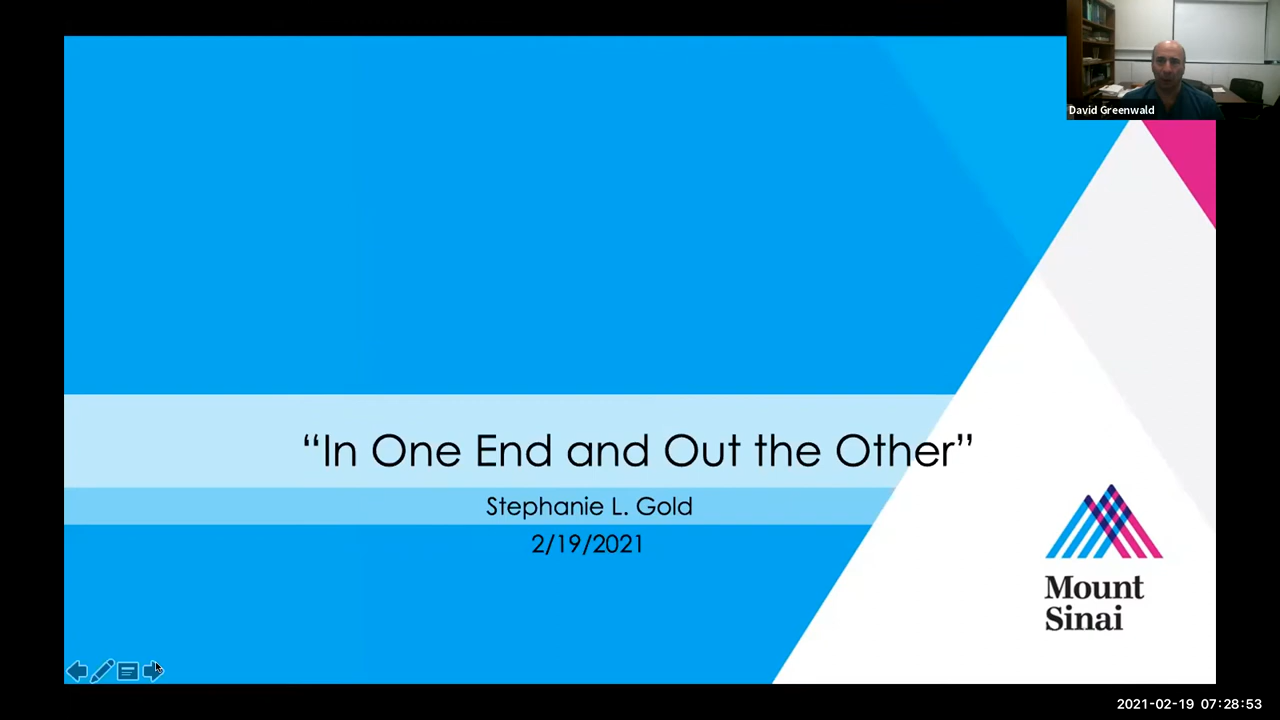 David Greenwald
“In One End and Out the Other”
Stephanie L. Gold
2/19/2021
Mount
Sinai
2021-02-19 07:28:53